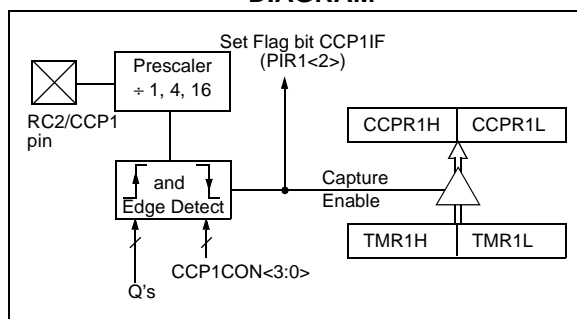 DIAGRAM
Set Flag bit CCP1IF
(PIR1<2>)
Prescaler
÷ 1, 4, 16
RC2/CCP1
pin
CCPR1H CCPR1L
and
Edge Detect
Capture
Enable
TMR1H TMR1L
CCP1CON<3:0>
Q's